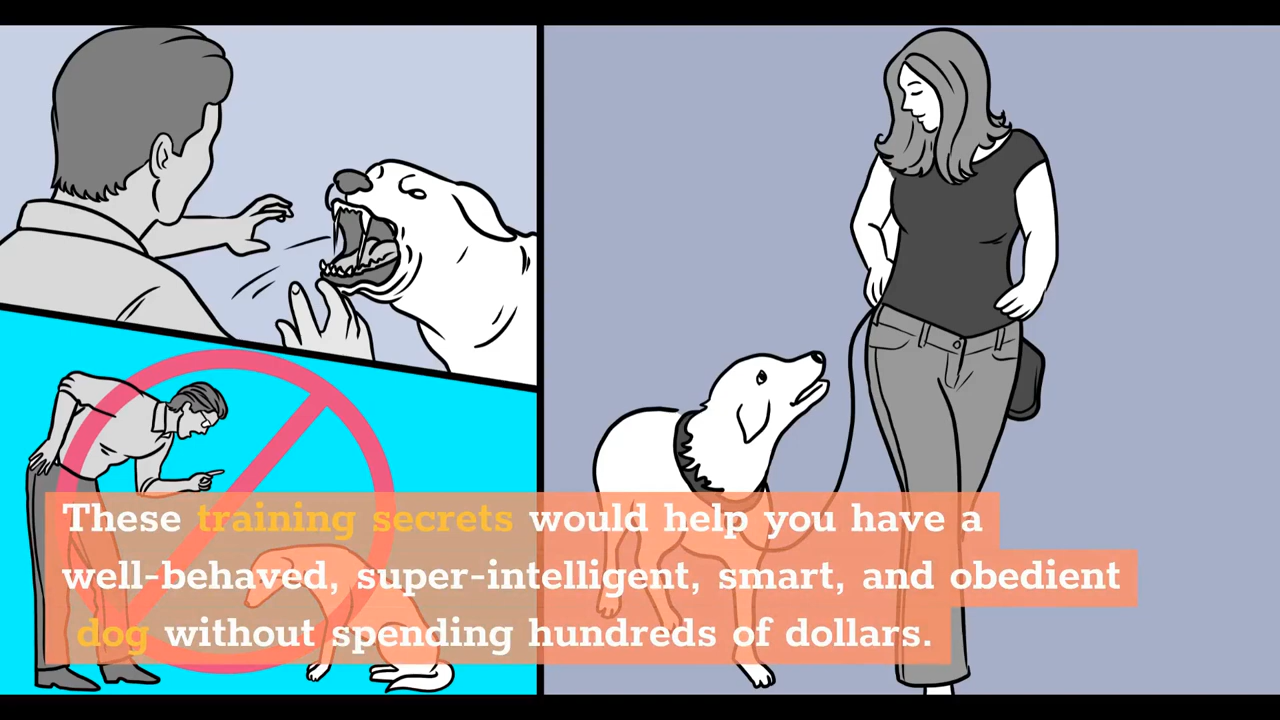 These training secrets would help you have a
well-behaved, super-intelligent, smart, and obedient
dog without spending hundreds of dollars.